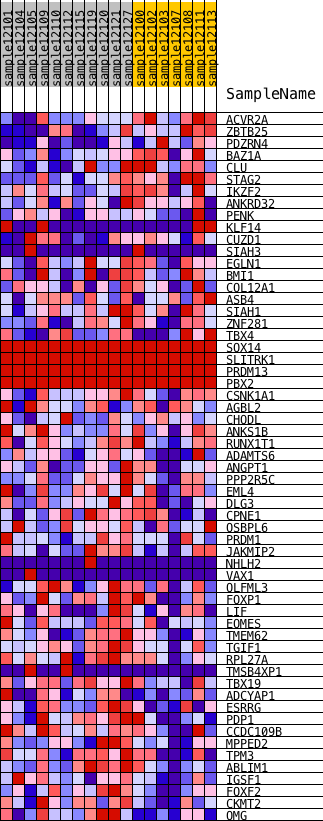 sample12101
sample12104
sample12105
sample12109
sample12112
sample12115
sample12119
sample12120
sample12121
sample12100
sample12102
sample12103
sample12107
sample12108
sample12111
sample12113
SampleName
ACVR2A
ZBTB25
PDZRN4
BAZ1A
CLU
STAG2
IKZF2
ANKRD32
PENK
KLF14
CUZD1
SIAH3
EGLN1
BMI1
COL12A1
ASB4
SIAH1
ZNF281
TBX4
SOX14
SLITRK1
PRDM13
PBX2
CSNK1A1
AGBL2
CHODL
ANKS1B
RUNX1T1
ADAMTS6
ANGPT1
PPP2R5C
EML4
DLG3
CPNE1
OSBPL6
PRDM1
JAKMIP2
NHLH2
VAX1
OLFML3
FOXP1
LIF
EOMES
TMEM62
TGIF1
RPL27A
TMSB4XP1
TBX19
ADCYAP1
ESRRG
PDP1
CCDC109B
MPPED2
TPM3
ABLIM1
IGSF1
FOXF2
CKMT2
OMG